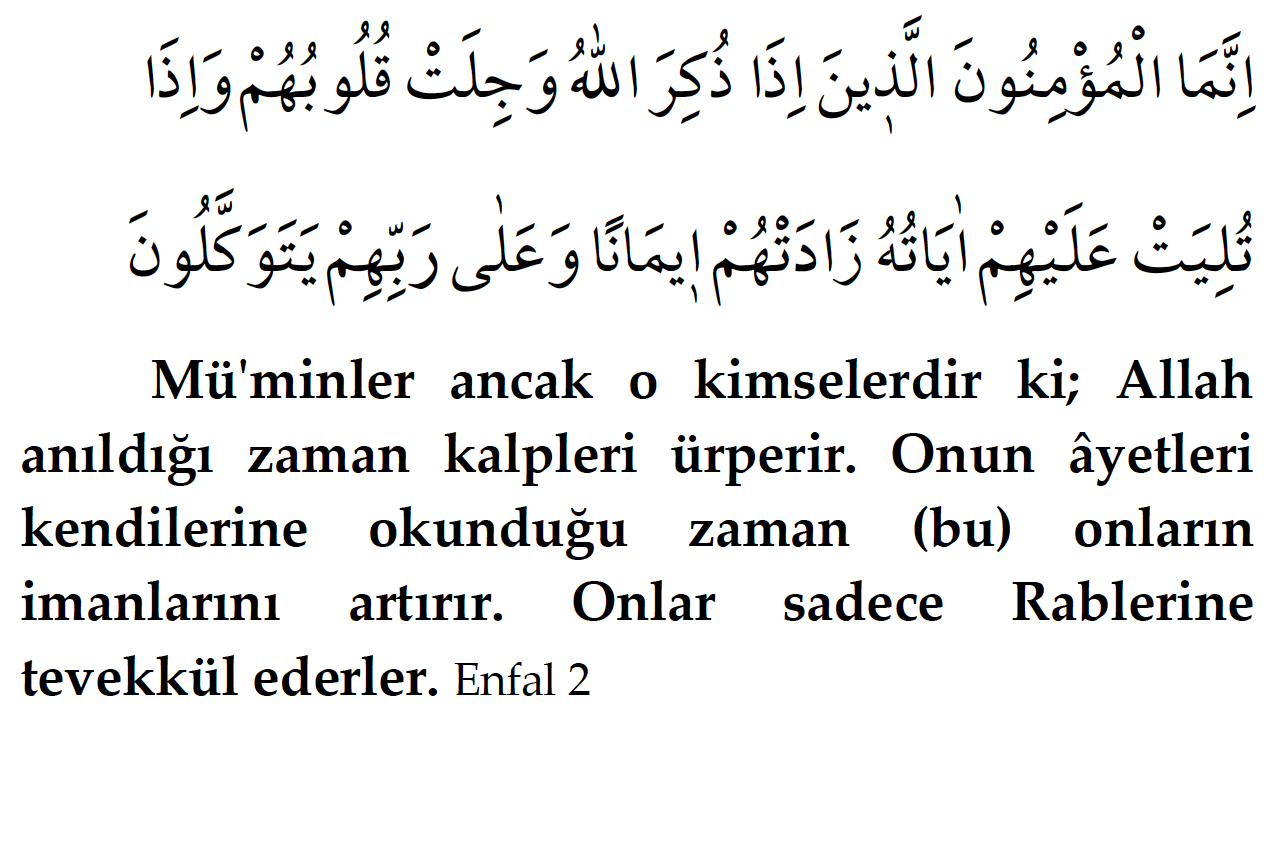 اِنَّمَا الْمُؤْمِنُونَ الَّذ۪ينَ اِذَا ذُكِرَ اللّٰهُ وَجِلَتْ قُلُوبُهُمْ وَاِذَا
تُلِيَتْ عَلَيْهِمْ اٰيَاتُهُ زَادَتْهُمْ ا۪يمَانًا وَعَلٰى رَبِّهِمْ يَتَوَكَّلُونَ
Mü'minler ancak o kimselerdir ki; Allah
anıldığı zaman kalpleri ürperir. Onun âyetleri
kendilerine okunduğu zaman (bu) onların
imanlarını artırır. Onlar sadece Rablerine
tevekkül ederler. Enfal 2